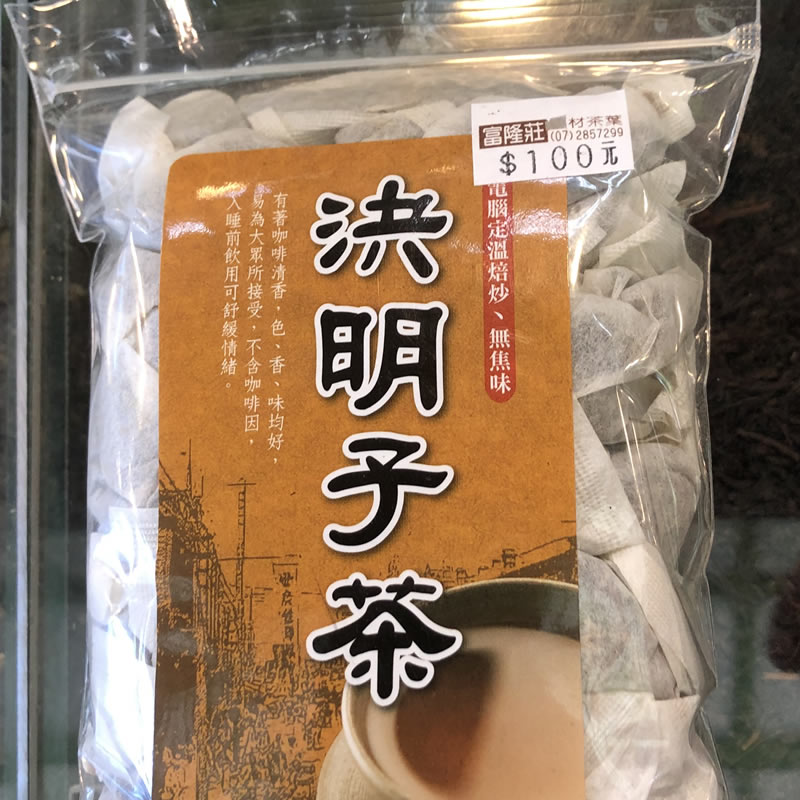 富隆莊 材茶葉
(07)2857299
$100元
電腦定溫焙炒、無焦味
決明子茶
有著咖啡清香，色、香、味均好，
易為大眾所接受，不含咖啡因，
入睡前飲用可舒緩情緒。